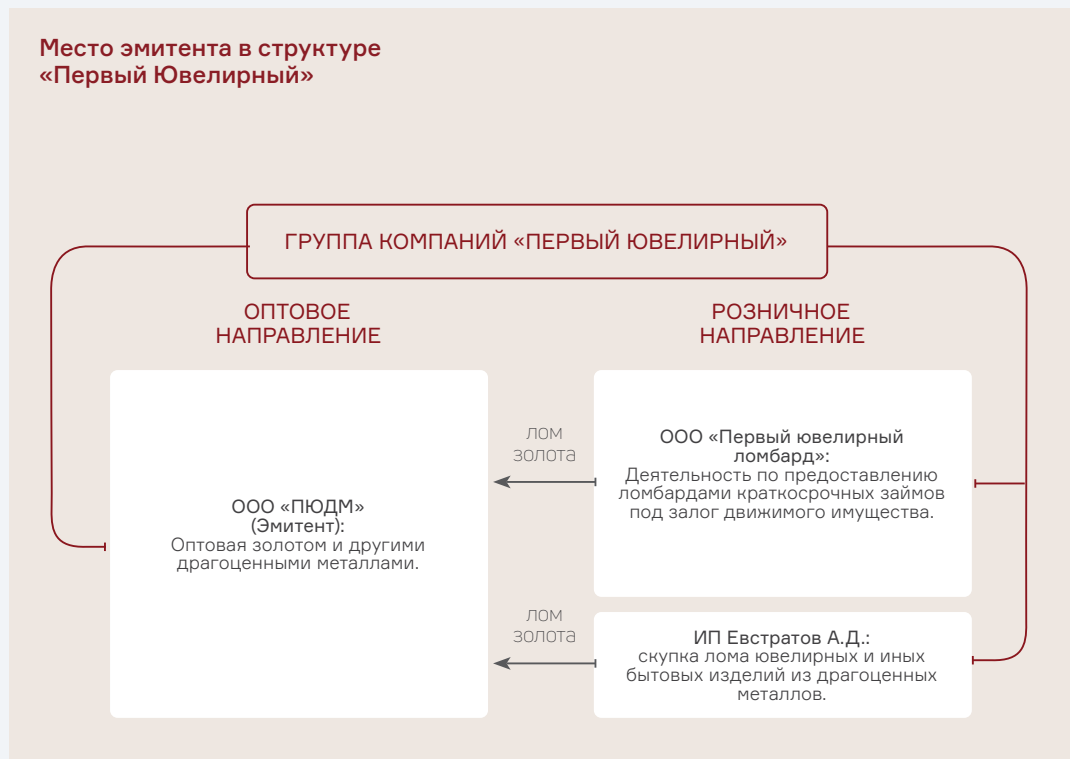 Место эмитента в структуре
«Первый Ювелирный»
ГРУППА КОМПАНИЙ «ПЕРВЫЙ ЮВЕЛИРНЫЙ»
ОПТОВОЕ
НАПРАВЛЕНИЕ
РОЗНИЧНОЕ
НАПРАВЛЕНИЕ
ООО «ПЮДМ»
(Эмитент):
Оптовая золотом и другими
драгоценными металлами.
лом
золота
ООО «Первый ювелирный
ломбард»:
Деятельность по предоставлению
ломбардами краткосрочных займов
под залог движимого имущества.
лом
золота
ИП Евстратов А.Д.:
скупка лома ювелирных и иных
бытовых изделий из драгоценных
металлов.